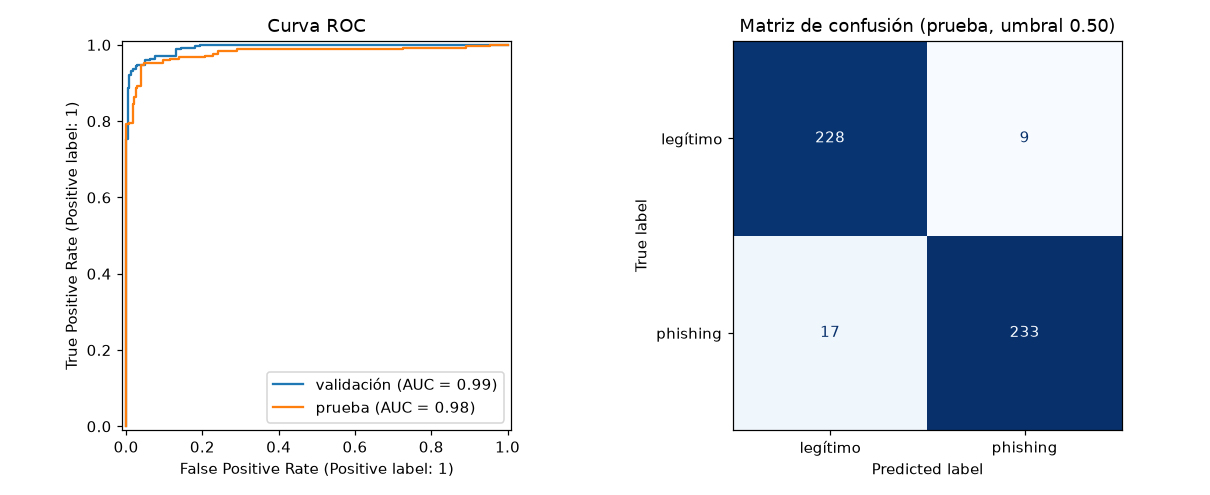 Curva ROC
True Positive Rate (Positive label: 1)
1.0
0.8
0.6
0.4
0.2
0.0
validación (AUC = 0.99)
prueba (AUC = 0.98)
0.0 0.2 0.4 0.6 0.8 1.0
False Positive Rate (Positive label: 1)
Matriz de confusión (prueba, umbral 0.50)
True label
legítimo 228 9
phishing 17 233
legítimo phishing
Predicted label